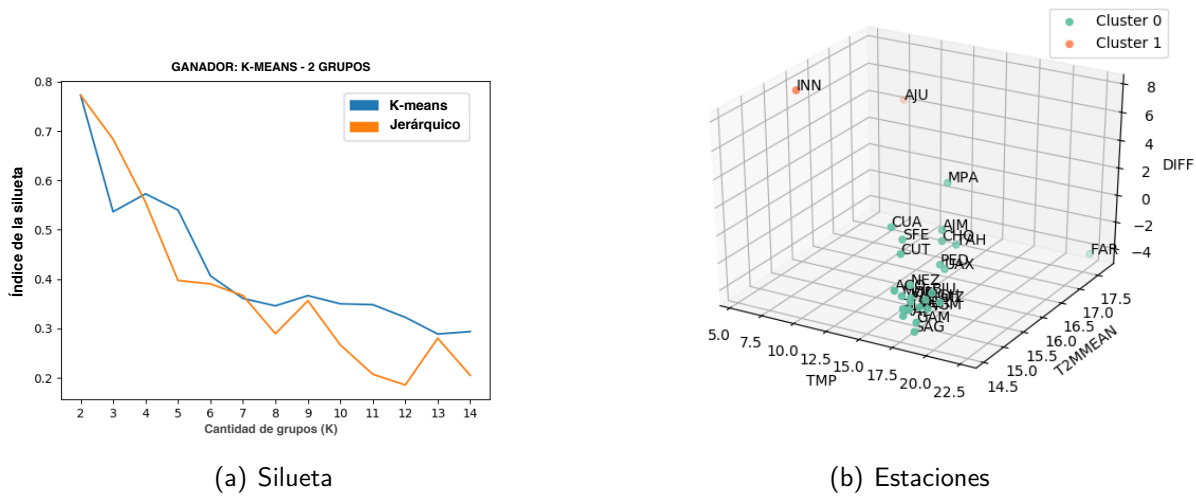 GANADOR: K-MEANS - 2 GRUPOS
K-means
Jerárquico
Índice de la silueta
0.8
0.7
0.6
0.5
0.4
0.3
0.2
2 3 4 5 6 7 8 9 10 11 12 13 14
Cantidad de grupos (K)
(a) Silueta
Cluster 0
Cluster 1
INN
AJU
MPA
CUA
AJM
SFE
CHO
CUT
FAR
PED
UAX
NEZ
GAM
SAG
8
6
4
2
0
−2
−4
DIFF
5.0
7.5
10.0
12.5
15.0
17.5
20.0
22.5
TMP
14.5
15.0
15.5
16.0
16.5
17.0
17.5
T2MMEAN
(b) Estaciones